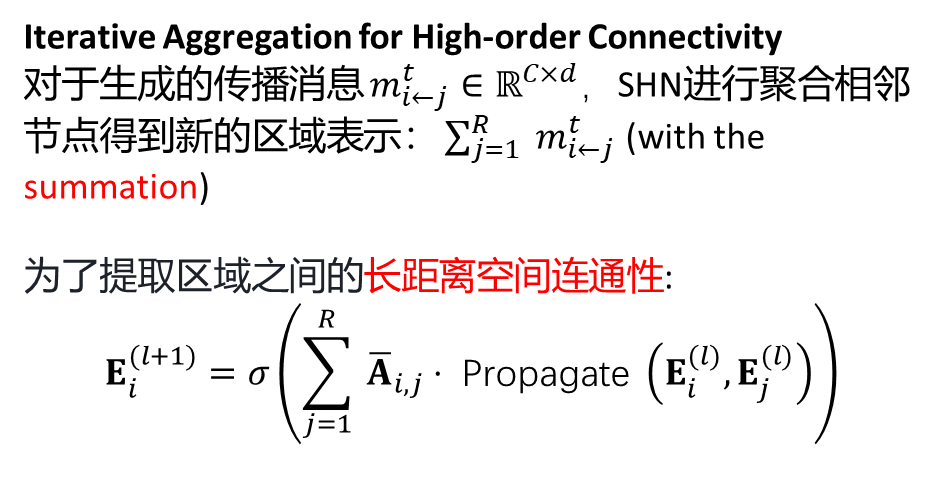 Iterative Aggregation for High-order Connectivity
对于生成的传播消息 $m_{i\leftarrow j}^{t} \in \mathbb{R}^{C\times d}$，SHN进行聚合相邻
节点得到新的区域表示：$\sum_{j=1}^{R} m_{i\leftarrow j}^{t}$ (with the
summation)
为了提取区域之间的长距离空间连通性:
$\mathbf{E}_{i}^{(l+1)} = \sigma\left(\sum_{j=1}^{R} \overline{\mathbf{A}}_{i,j} \cdot \text{Propagate}\left(\mathbf{E}_{i}^{(l)}, \mathbf{E}_{j}^{(l)}\right)\right)$